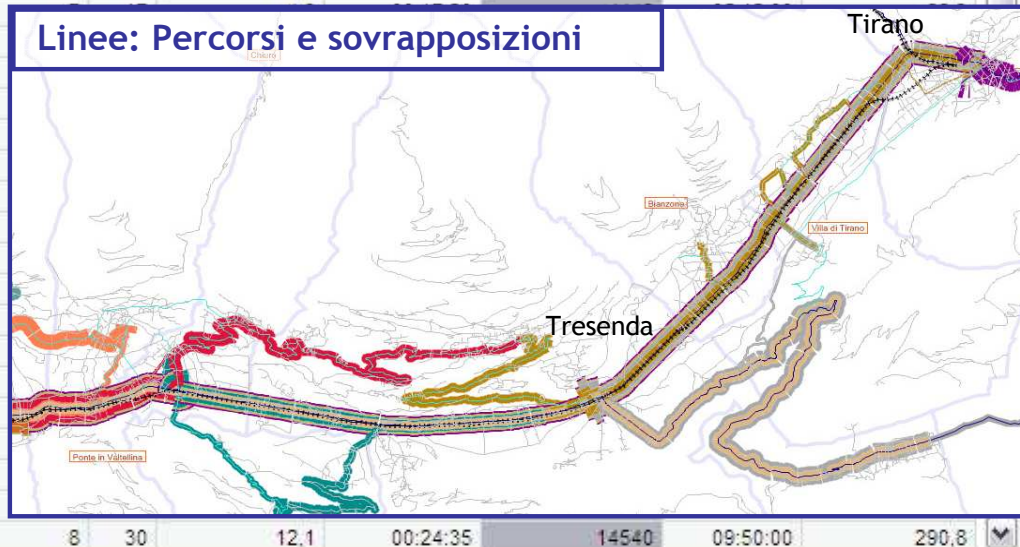 Linee: Percorsi e sovrapposizioni
Tirano
Chiuro
Bianzone
Villa di Tirano
Tresenda
Ponte in Valtellina
8 30 12,1 00:24:35 14540 09:50:00 290,8